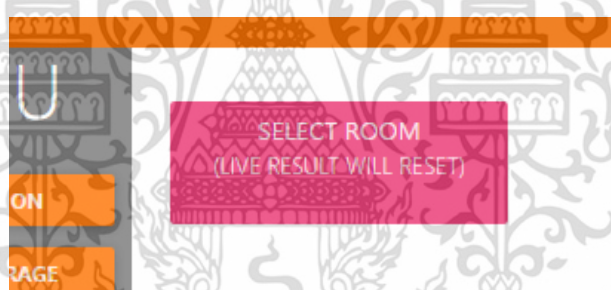 U
SELECT ROOM
(LIVE RESULT WILL RESET)
ON
RAGE